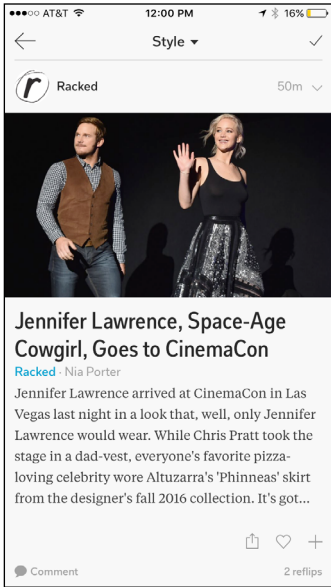 AT&T 12:00 PM 16%
Style
r Racked 50m
Jennifer Lawrence, Space-Age
Cowgirl, Goes to CinemaCon
Racked · Nia Porter
Jennifer Lawrence arrived at CinemaCon in Las
Vegas last night in a look that, well, only Jennifer
Lawrence would wear. While Chris Pratt took the
stage in a dad-vest, everyone's favorite pizza-
loving celebrity wore Altuzarra's 'Phinneas' skirt
from the designer's fall 2016 collection. It's got...
Comment 2 reflips